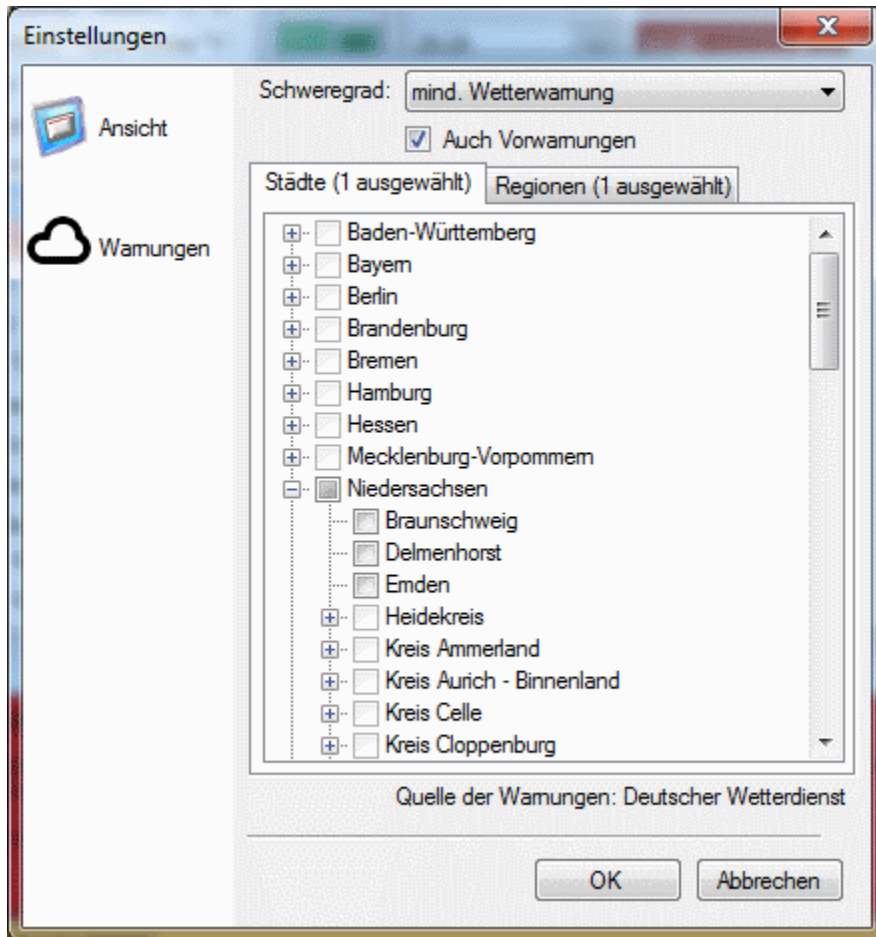 Einstellungen
Ansicht
Warnungen
Schweregrad: mind. Wetterwarnung
Auch Vorwarnungen
Städte (1 ausgewählt) Regionen (1 ausgewählt)
Baden-Württemberg
Bayern
Berlin
Brandenburg
Bremen
Hamburg
Hessen
Mecklenburg-Vorpommern
Niedersachsen
Braunschweig
Delmenhorst
Emden
Heidekreis
Kreis Ammerland
Kreis Aurich - Binnenland
Kreis Celle
Kreis Cloppenburg
Quelle der Warnungen: Deutscher Wetterdienst
OK Abbrechen